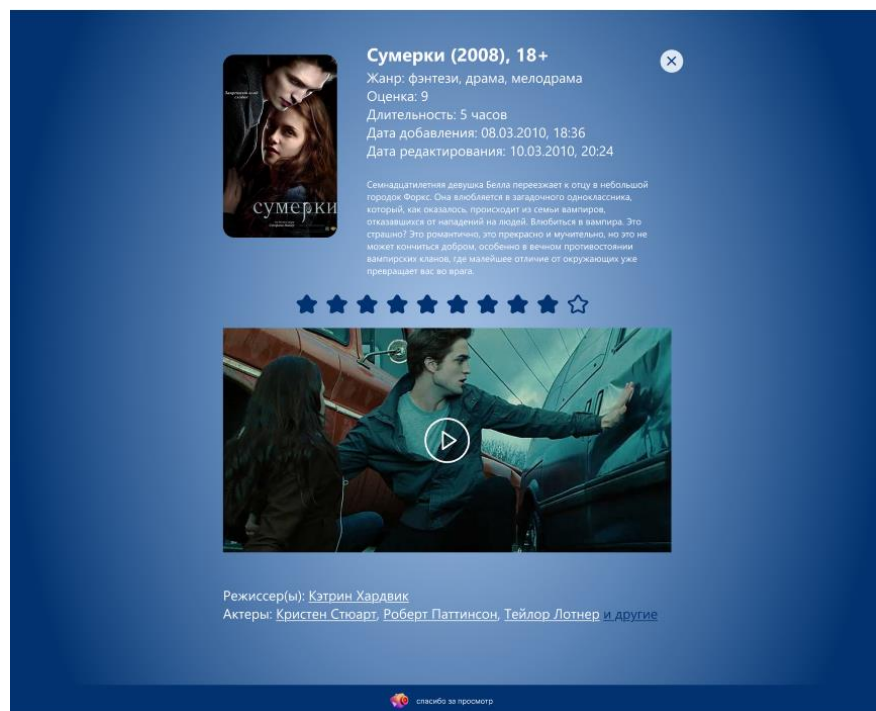 Сумерки (2008), 18+
Жанр: фэнтези, драма, мелодрама
Оценка: 9
Длительность: 5 часов
Дата добавления: 08.03.2010, 18:36
Дата редактирования: 10.03.2010, 20:24
сумерки
Семнадцатилетняя девушка Белла переезжает к отцу в небольшой
городок Форкс. Она влюбляется в загадочного одноклассника,
который, как оказалось, происходит из семьи вампиров,
отказавшихся от нападений на людей. Влюбиться в вампира. Это
страшно? Это романтично, это прекрасно и мучительно, но это не
может кончиться добром, особенно в вечном противостоянии
вампирских кланов, где малейшее отличие от окружающих уже
превращает вас во врага.
Режиссер(ы): Кэтрин Хардвик
Актеры: Кристен Стюарт, Роберт Паттинсон, Тейлор Лотнер и другие
спасибо за просмотр